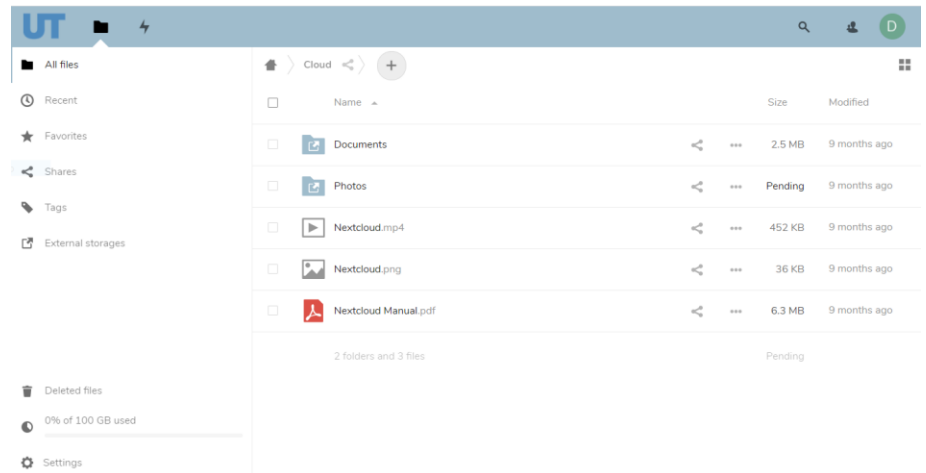 UT
D
All files
Recent
Favorites
Shares
Tags
External storages
Deleted files
0% of 100 GB used
Settings
Cloud
+
Name Size Modified
Documents 2.5 MB 9 months ago
Photos Pending 9 months ago
Nextcloud.mp4 452 KB 9 months ago
Nextcloud.png 36 KB 9 months ago
Nextcloud Manual.pdf 6.3 MB 9 months ago
2 folders and 3 files Pending